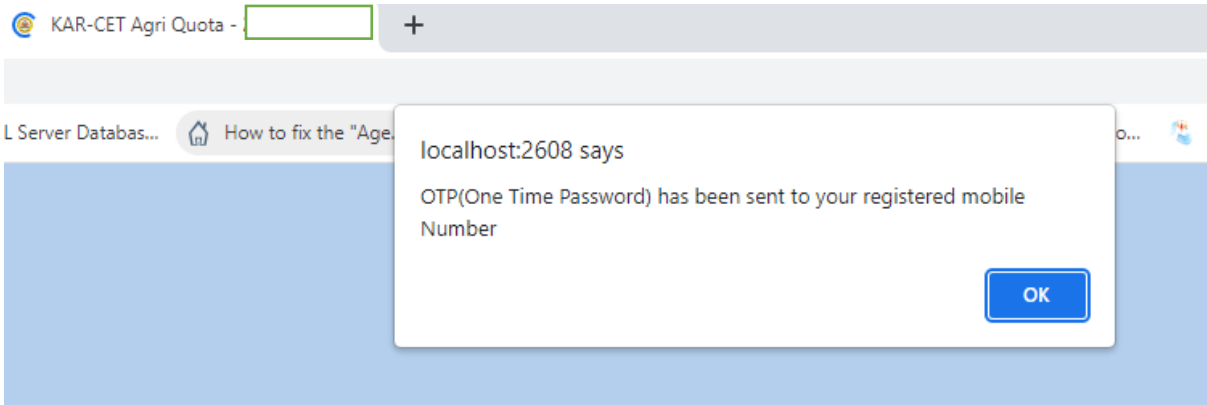 KAR-CET Agri Quota -
L Server Databas... How to fix the "Age. o...
localhost:2608 says
OTP(One Time Password) has been sent to your registered mobile
Number
OK